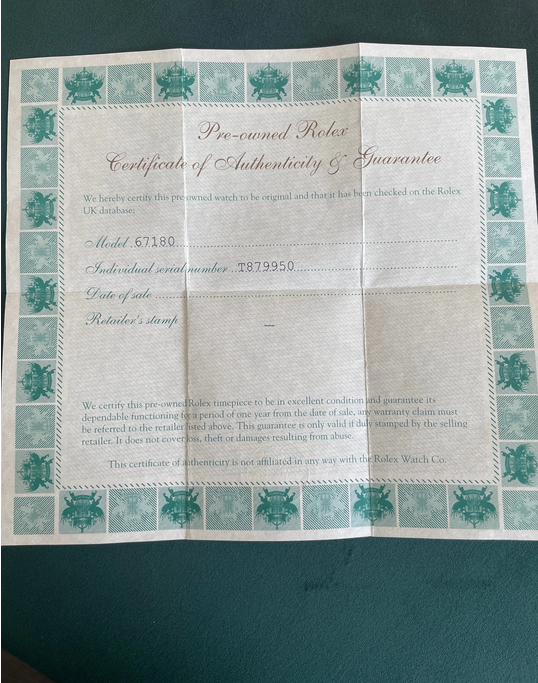 Pre-owned Rolex
Certificate of Authenticity & Guarantee
We hereby certify this pre owned watch to be original and that it has been checked on the Rolex
UK database;
Model 67180
Individual serial number T879950
Date of sale
Retailer's stamp
We certify this pre-owned Rolex timepiece to be in excellent condition and guarantee its
dependable functioning for a period of one year from the date of sale, any warranty claim must
be referred to the retailer listed above. This guarantee is only valid if duly stamped by the selling
retailer. It does not cover loss, theft or damages resulting from abuse.
This certificate of authenticity is not affiliated in any way with the Rolex Watch Co.